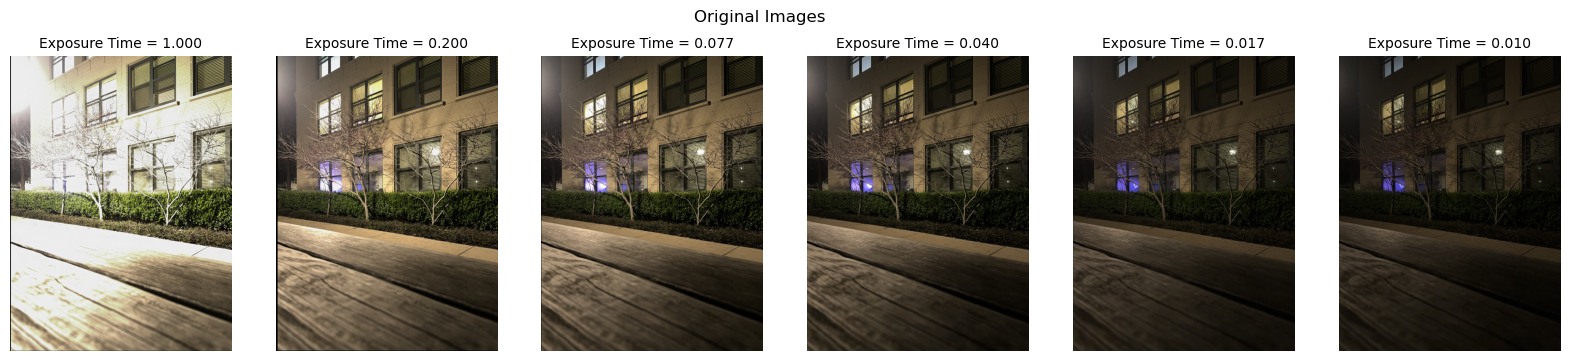 Original Images
Exposure Time = 1.000
Exposure Time = 0.200
Exposure Time = 0.077
Exposure Time = 0.040
Exposure Time = 0.017
Exposure Time = 0.010